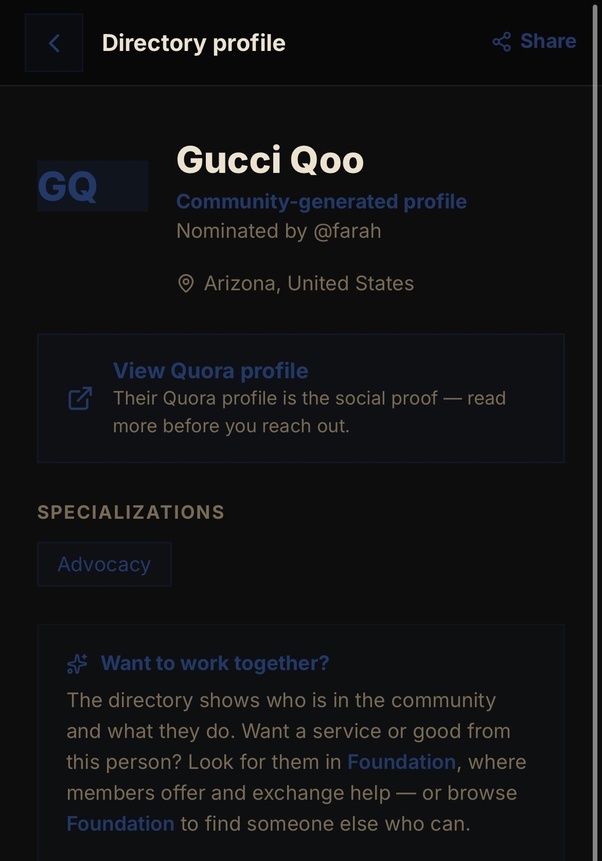 Directory profile
Share
GQ
Gucci Qoo
Community-generated profile
Nominated by @farah
Arizona, United States
View Quora profile
Their Quora profile is the social proof — read
more before you reach out.
SPECIALIZATIONS
Advocacy
Want to work together?
The directory shows who is in the community
and what they do. Want a service or good from
this person? Look for them in Foundation, where
members offer and exchange help — or browse
Foundation to find someone else who can.